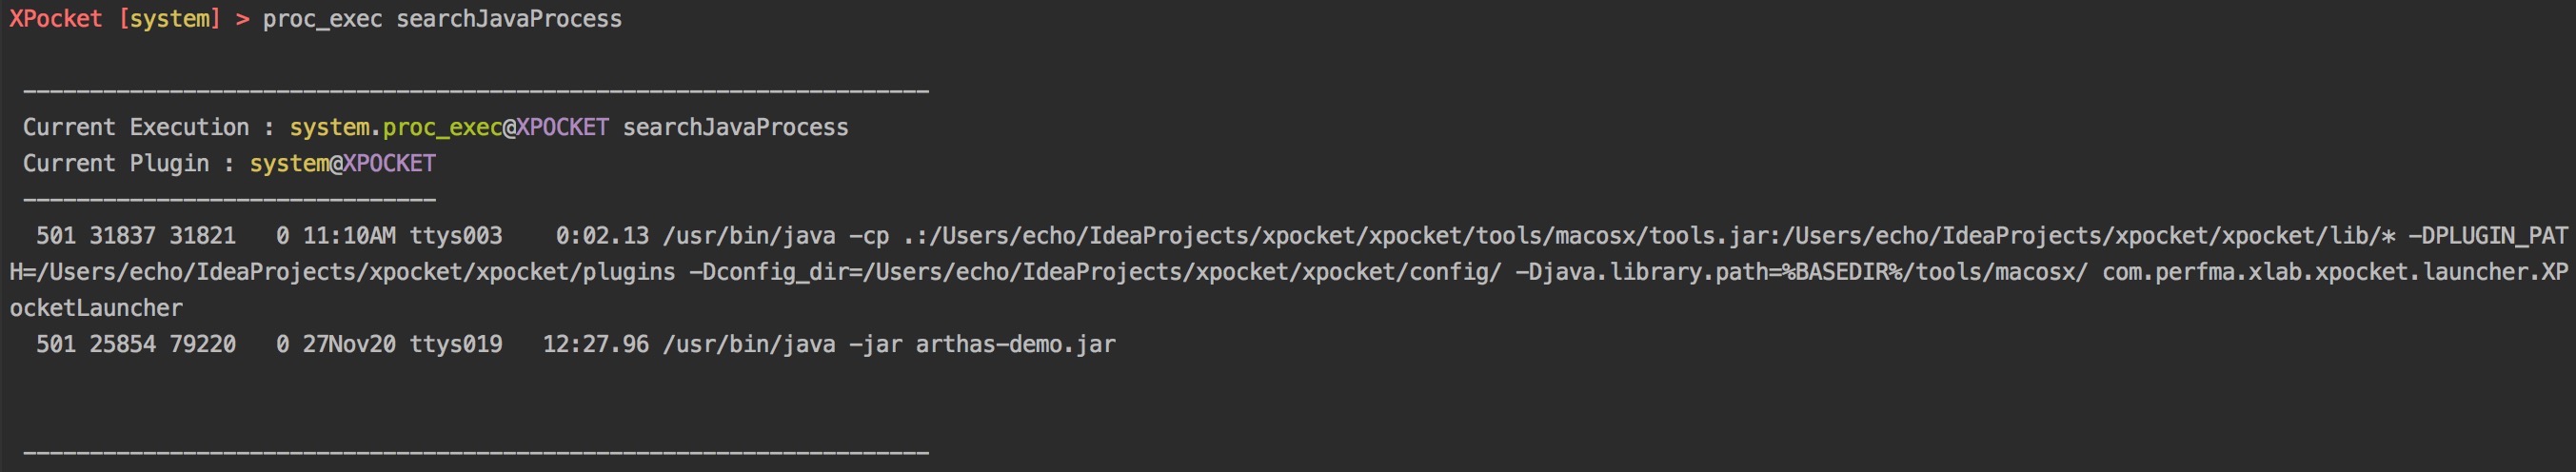 XPocket [system] > proc_exec searchJavaProcess
--------------------------------------------------------------------
Current Execution : system.proc_exec@XPOCKET searchJavaProcess
Current Plugin : system@XPOCKET
-------------------------------
501 31837 31821   0 11:10AM ttys003    0:02.13 /usr/bin/java -cp .:/Users/echo/IdeaProjects/xpocket/xpocket/tools/macosx/tools.jar:/Users/echo/IdeaProjects/xpocket/xpocket/lib/* -DPLUGIN_PAT
H=/Users/echo/IdeaProjects/xpocket/xpocket/plugins -Dconfig_dir=/Users/echo/IdeaProjects/xpocket/xpocket/config/ -Djava.library.path=%BASEDIR%/tools/macosx/ com.perfma.xlab.xpocket.launcher.XP
ocketLauncher
501 25854 79220   0 27Nov20 ttys019   12:27.96 /usr/bin/java -jar arthas-demo.jar
--------------------------------------------------------------------